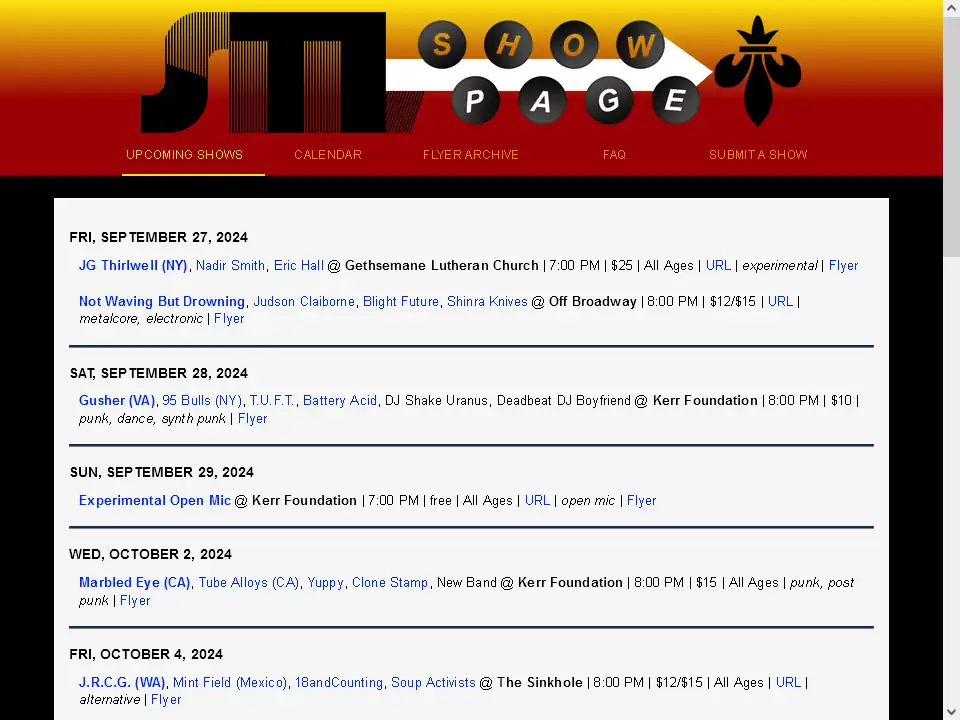 STL SHOW PAGE
UPCOMING SHOWS CALENDAR FLYER ARCHIVE FAQ SUBMIT A SHOW
FRI, SEPTEMBER 27, 2024
JG Thirlwell (NY), Nadir Smith, Eric Hall @ Gethsemane Lutheran Church | 7:00 PM | $25 | All Ages | URL | experimental | Flyer
Not Waving But Drowning, Judson Claiborne, Blight Future, Shinra Knives @ Off Broadway | 8:00 PM | $12/$15 | URL |
metalcore, electronic | Flyer
SAT, SEPTEMBER 28, 2024
Gusher (VA), 95 Bulls (NY), T.U.F.T., Battery Acid, DJ Shake Uranus, Deadbeat DJ Boyfriend @ Kerr Foundation | 8:00 PM | $10 |
punk, dance, synth punk | Flyer
SUN, SEPTEMBER 29, 2024
Experimental Open Mic @ Kerr Foundation | 7:00 PM | free | All Ages | URL | open mic | Flyer
WED, OCTOBER 2, 2024
Marbled Eye (CA), Tube Alloys (CA), Yuppy, Clone Stamp, New Band @ Kerr Foundation | 8:00 PM | $15 | All Ages | punk, post
punk | Flyer
FRI, OCTOBER 4, 2024
J.R.C.G. (WA), Mint Field (Mexico), 18andCounting, Soup Activists @ The Sinkhole | 8:00 PM | $12/$15 | All Ages | URL |
alternative | Flyer